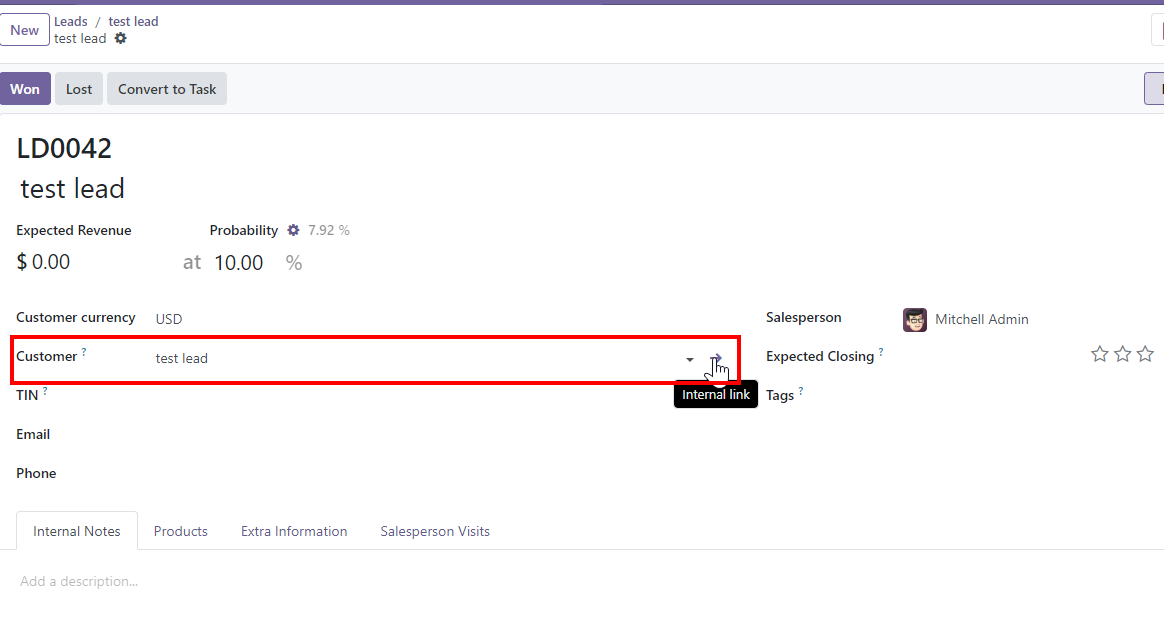 New
Leads / test lead
test lead
Won Lost Convert to Task
LD0042
test lead
Expected Revenue Probability 7.92 %
$ 0.00 at 10.00 %
Customer currency USD Salesperson Mitchell Admin
Customer ? test lead Expected Closing ?
TIN ? Internal link Tags ?
Email
Phone
Internal Notes Products Extra Information Salesperson Visits
Add a description...